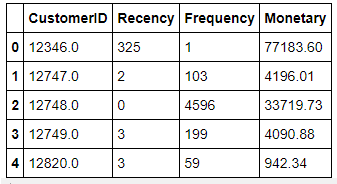 CustomerID Recency Frequency Monetary
0 12346.0 325 1 77183.60
1 12747.0 2 103 4196.01
2 12748.0 0 4596 33719.73
3 12749.0 3 199 4090.88
4 12820.0 3 59 942.34